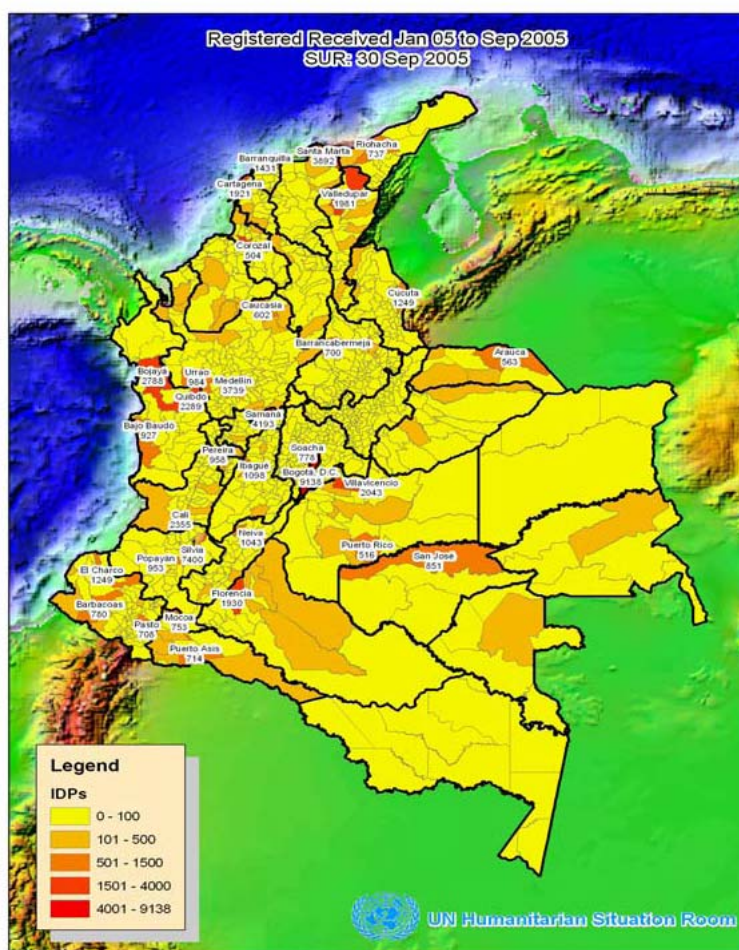 Registered Received Jan 05 to Sep 2005
SUR: 30 Sep 2005
Riohacha
737
Santa Marta
3892
Barranquilla
1431
Cartagena
1921
Valledupar
1981
Corozal
504
Cucuta
1249
Caucasia
602
Barrancabermeja
700
Arauca
563
Bojaya
2788
Urrao
984
Medellin
3739
Quibdo
2289
Bajo Baudó
927
Samana
4193
Pereira
958
Soacha
778
Ibague
1098
Bogota, D.C.
9138
Villavicencio
2043
Cali
2355
Neiva
1043
Silvia
7400
Popayan
953
Puerto Rico
516
San José
851
El Charco
1249
Florencia
1930
Barbacoas
780
Pasto
708
Mocoa
753
Puerto Asis
714
Legend
IDPs
0 - 100
101 - 500
501 - 1500
1501 - 4000
4001 - 9138
UN Humanitarian Situation Room